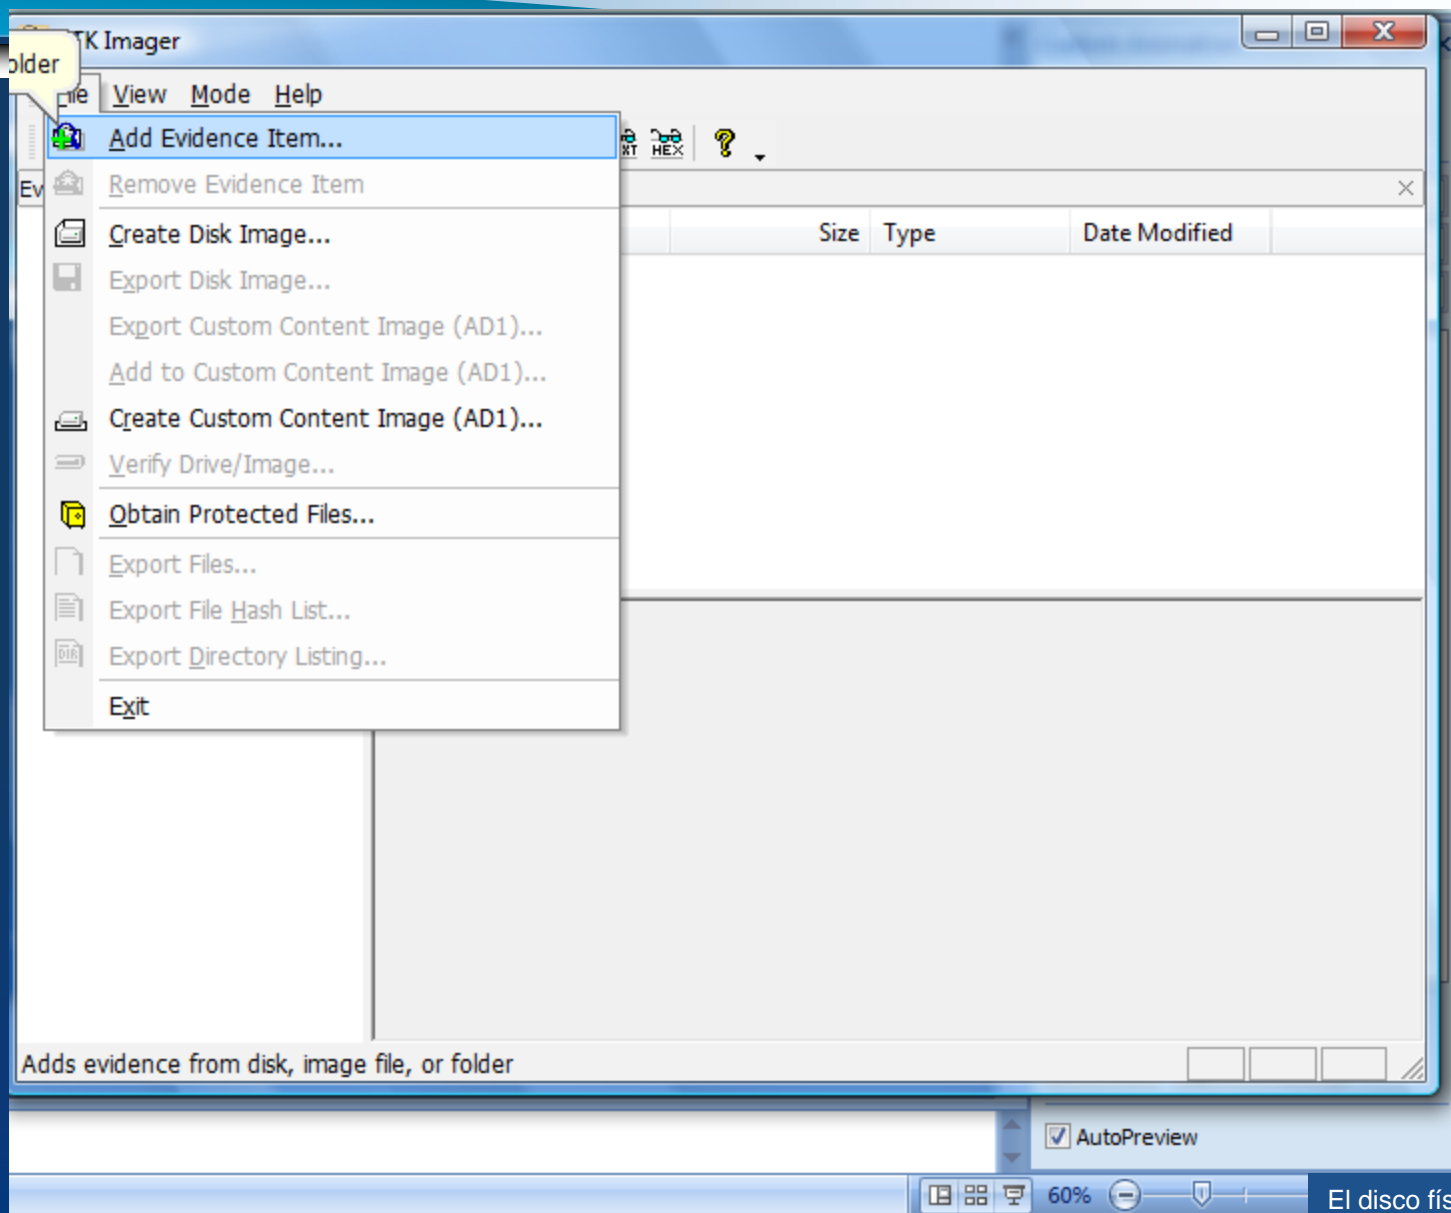 Imager
older
View Mode Help
Add Evidence Item...
HEX
?
Remove Evidence Item
Create Disk Image...
Size Type Date Modified
Export Disk Image...
Export Custom Content Image (AD1)...
Add to Custom Content Image (AD1)...
Create Custom Content Image (AD1)...
Verify Drive/Image...
Obtain Protected Files...
Export Files...
Export File Hash List...
DIR
Export Directory Listing...
Exit
Adds evidence from disk, image file, or folder
AutoPreview
60%
El disco fís